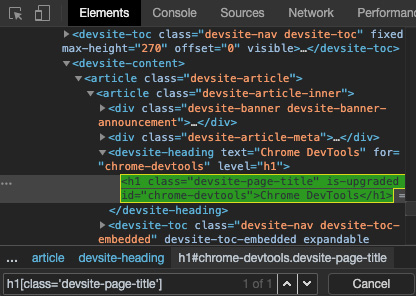 Elements Console Sources Network Performance
<devsite-toc class="devsite-nav devsite-toc" fixed
max-height="270" offset="0" visible>…</devsite-toc>
▼<devsite-content>
▼<article class="devsite-article">
▼<article class="devsite-article-inner">
▶<div class="devsite-banner devsite-banner-
announcement">…</div>
▶<div class="devsite-article-meta">…</div>
▼<devsite-heading text="Chrome DevTools" for=
"chrome-devtools" level="h1">
… <h1 class="devsite-page-title" is-upgraded
id="chrome-devtools">Chrome DevTools</h1> =
</devsite-heading>
▶<devsite-toc class="devsite-nav devsite-toc-
embedded" devsite-toc-embedded expandable
... article devsite-heading h1#chrome-devtools.devsite-page-title
h1[class='devsite-page-title'] 1 of 1 Cancel